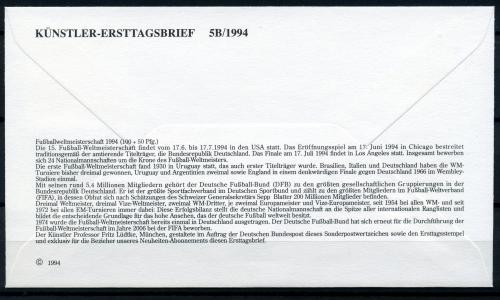 KÜNSTLER-ERSTTAGSBRIEF 5B/1994
Fußballweltmeisterschaft 1994 (100 + 50 Pfg.)
Die 15. Fußball-Weltmeisterschaft findet vom 17.6. bis 17.7.1994 in den USA statt. Das Eröffnungsspiel am 17. Juni 1994 in Chicago bestreitet
traditionsgemäß der amtierende Titelträger, die Bundesrepublik Deutschland. Das Finale am 17. Juli 1994 findet in Los Angeles statt. Insgesamt bewerben
sich 24 Nationalmannschaften um die Krone des Fußball-Weltmeisters.
Die erste Fußball-Weltmeisterschaft fand 1930 in Uruguay statt, das auch erster Titelträger wurde. Brasilien, Italien und Deutschland haben die WM-
Turniere bisher dreimal gewonnen, Uruguay und Argentinien zweimal sowie England in einem denkwürdigen Finale gegen Deutschland 1966 im Wembley-
Stadion einmal.
Mit seinen rund 5.4 Millionen Mitgliedern gehört der Deutsche Fußball-Bund (DFB) zu den größten gesellschaftlichen Gruppierungen in der
Bundesrepublik Deutschland. Er ist der größte Sportfachverband im Deutschen Sportbund und zählt zu den größten Mitgliedern im Fußball-Weltverband
(FIFA), in dessen Obhut sich nach Schätzungen des Schweizer Generalsekretärs Sepp Blatter 200 Millionen Mitglieder befinden.
Dreimal Weltmeister, dreimal Vize-Weltmeister, zweimal WM-Dritter, je zweimal Europameister und Vize-Europameister, seit 1954 bei allen WM- und seit
1972 bei allen EM-Turnieren immer dabei: Diese Erfolge stellen die deutsche Nationalmannschaft an die Spitze aller internationalen Ranglisten und
bildet die entscheidende Grundlage für das hohe Ansehen, das der deutsche Fußball weltweit besitzt.
1974 wurde die Fußballweltmeisterschaft bereits einmal in Deutschland ausgetragen. Der Deutsche Fußball-Bund hat sich erneut für die Durchführung der
Fußball-Weltmeisterschaft im Jahre 2006 bei der FIFA beworben.
Der Künstler Professor Fritz Lüdtke, München, gestaltete im Auftrag der Deutschen Bundespost dieses Sonderpostwertzeichen sowie den Ersttagsstempel
und exklusiv für die Bezieher unseres Neuheiten-Abonnements diesen Ersttagsbrief.
© 1994